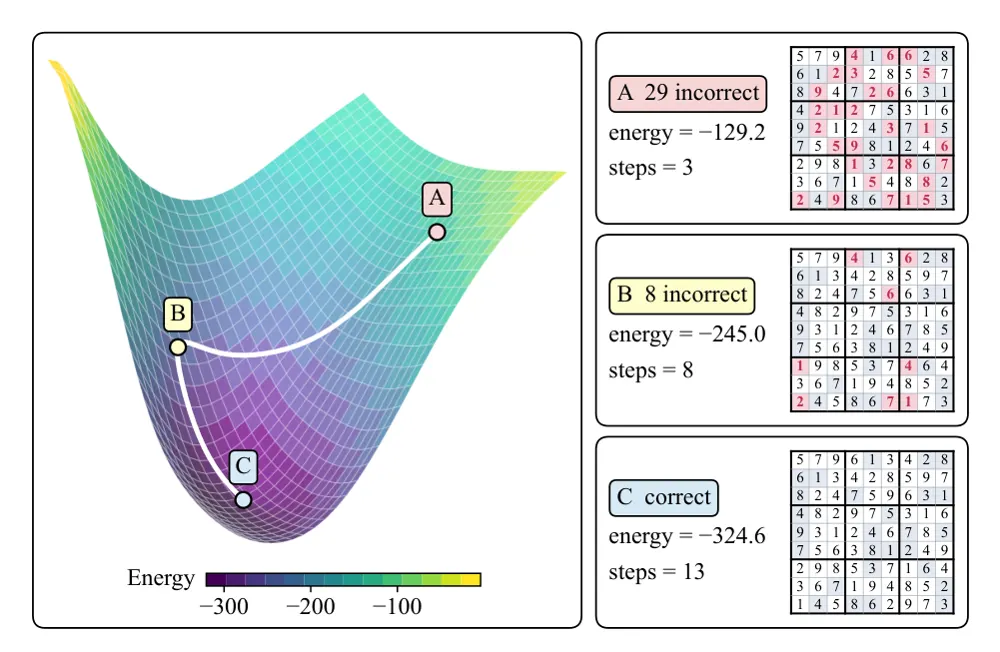 A
B
C
Energy
−300 −200 −100
A 29 incorrect
energy = −129.2
steps = 3
5 7 9 4 1 6 6 2 8
6 1 2 3 2 8 5 5 7
8 9 4 7 2 6 6 3 1
4 2 1 2 7 5 3 1 6
9 2 1 2 4 3 7 1 5
7 5 5 9 8 1 2 4 6
2 9 8 1 3 2 8 6 7
3 6 7 1 5 4 8 8 2
2 4 9 8 6 7 1 5 3
B 8 incorrect
energy = −245.0
steps = 8
5 7 9 4 1 3 6 2 8
6 1 3 4 2 8 5 9 7
8 2 4 7 5 6 6 3 1
4 8 2 9 7 5 3 1 6
9 3 1 2 4 6 7 8 5
7 5 6 3 8 1 2 4 9
1 9 8 5 3 7 4 6 4
3 6 7 1 9 4 8 5 2
2 4 5 8 6 7 1 7 3
C correct
energy = −324.6
steps = 13
5 7 9 6 1 3 4 2 8
6 1 3 4 2 8 5 9 7
8 2 4 7 5 9 6 3 1
4 8 2 9 7 5 3 1 6
9 3 1 2 4 6 7 8 5
7 5 6 3 8 1 2 4 9
2 9 8 5 3 7 1 6 4
3 6 7 1 9 4 8 5 2
1 4 5 8 6 2 9 7 3